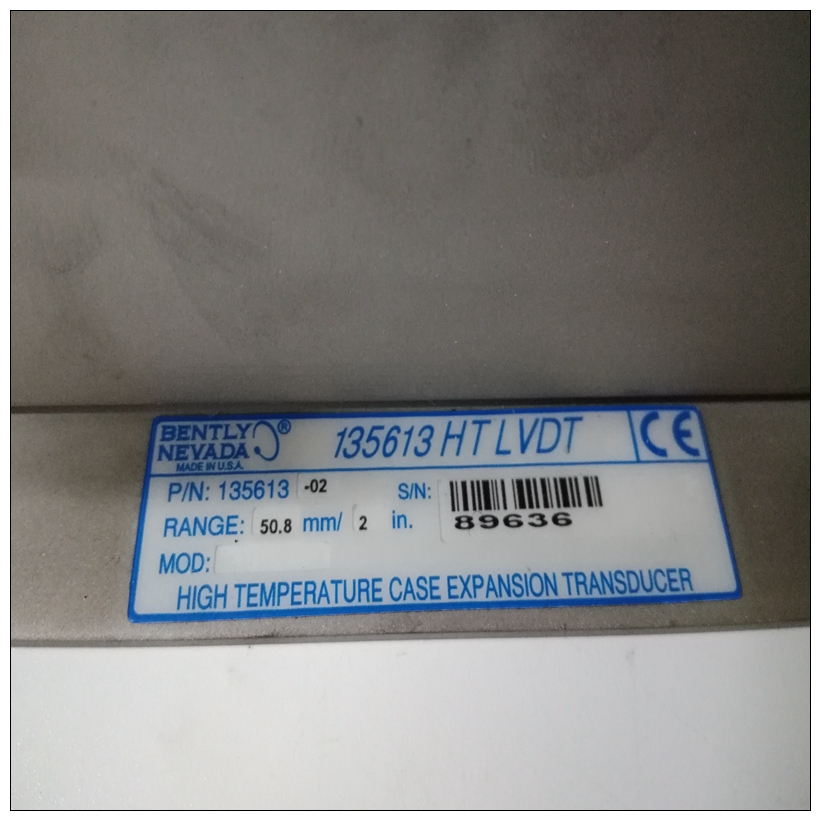 BENTLY NEVADA ® 135613 HT LVDT CE
MADE IN U.S.A.
P/N: 135613 -02 S/N:
RANGE: 50.8 mm/ 2 in. 89636
MOD:
HIGH TEMPERATURE CASE EXPANSION TRANSDUCER